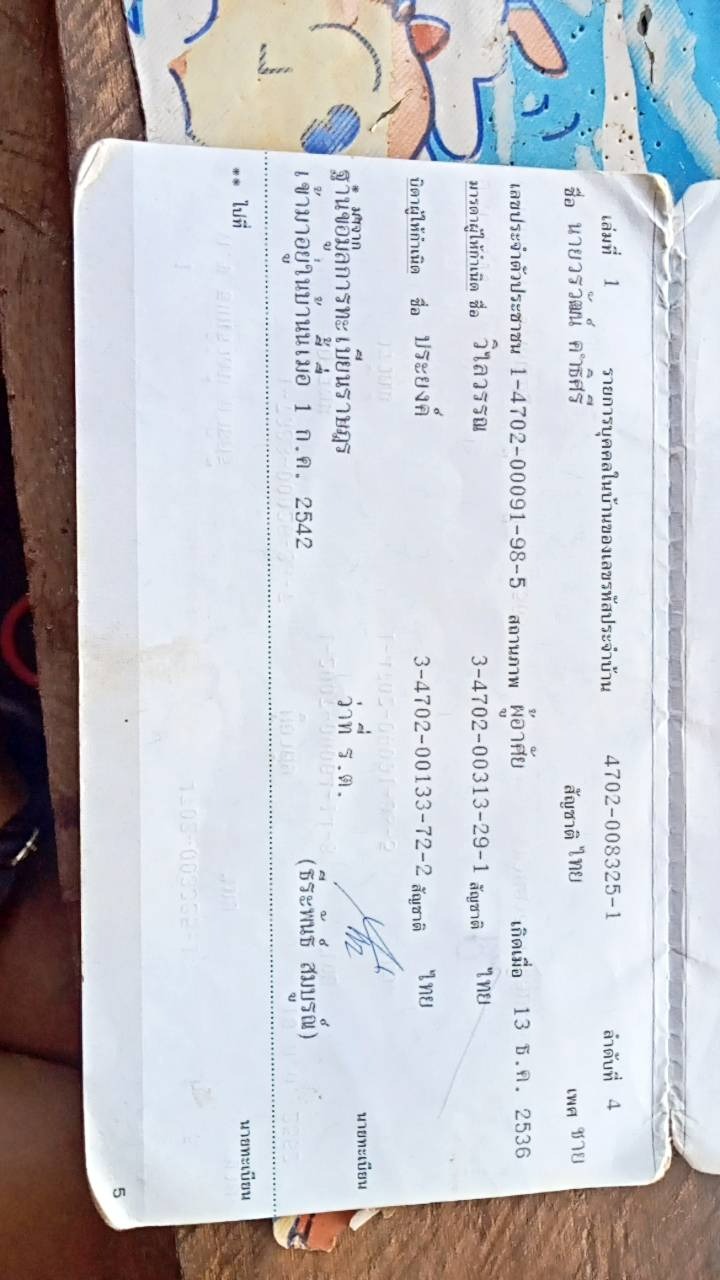 เล่มที่ 1 รายการบุคคลในบ้านของเลขรหัสประจำบ้าน 4702-008325-1 ลำดับที่ 4
ชื่อ นายวรวัฒน์ คำธิศรี สัญชาติ ไทย เพศ ชาย
เลขประจำตัวประชาชน 1-4702-00091-98-5 สถานภาพ ผู้อาศัย เกิดเมื่อ 13 ธ.ค. 2536
มารดาผู้ให้กำเนิด ชื่อ วิไลวรรณ 3-4702-00313-29-1 สัญชาติ ไทย
บิดาผู้ให้กำเนิด ชื่อ ประยงค์ 3-4702-00133-72-2 สัญชาติ ไทย
มาจาก
ฐานข้อมูลการทะเบียนราษฎร ว่าที่ ร.ต. นายทะเบียน
เข้ามาอยู่ในบ้านนี้เมื่อ 1 ก.ค. 2542 (ธีระพันธ์ สมบูรณ์)
** ไปที่ นายทะเบียน
5